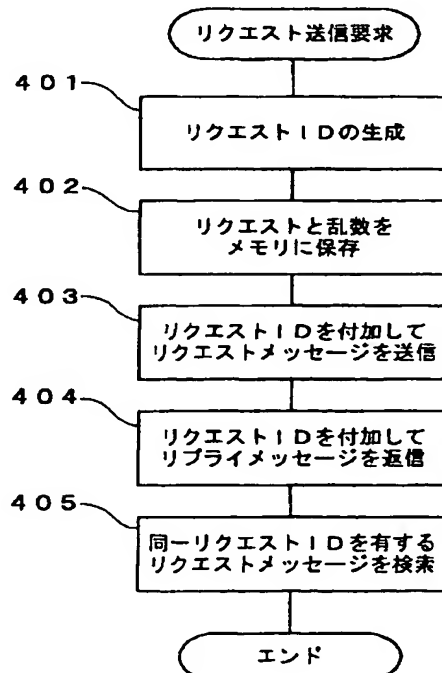 リクエスト送信要求
401
リクエストIDの生成
402
リクエストと乱数を
メモリに保存
403
リクエストIDを付加して
リクエストメッセージを送信
404
リクエストIDを付加して
リプライメッセージを返信
405
同一リクエストIDを有する
リクエストメッセージを検索
エンド